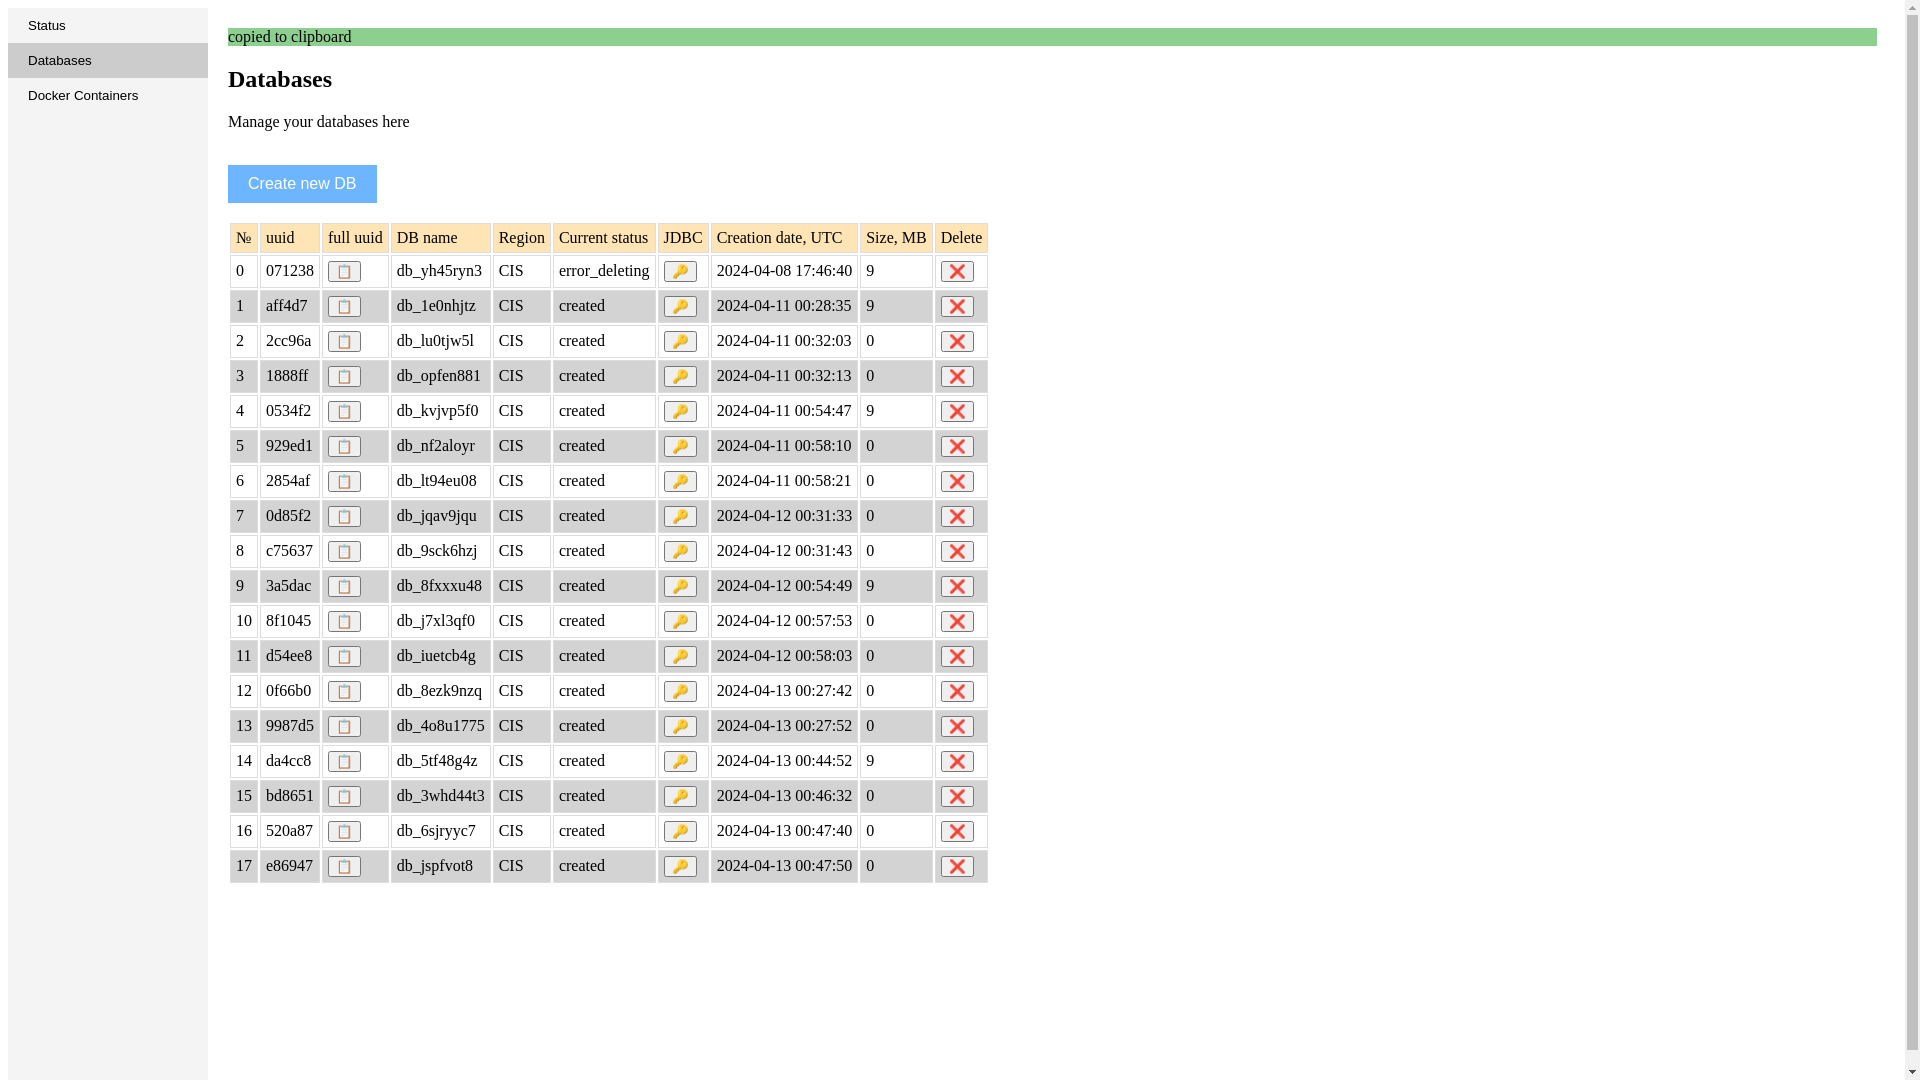 Status
Databases
Docker Containers
copied to clipboard
Databases
Manage your databases here
Create new DB
№ uuid full uuid DB name Region Current status JDBC Creation date, UTC Size, MB Delete
0 071238 db_yh45ryn3 CIS error_deleting 2024-04-08 17:46:40 9
1 aff4d7 db_1e0nhjtz CIS created 2024-04-11 00:28:35 9
2 2cc96a db_lu0tjw5l CIS created 2024-04-11 00:32:03 0
3 1888ff db_opfen881 CIS created 2024-04-11 00:32:13 0
4 0534f2 db_kvjvp5f0 CIS created 2024-04-11 00:54:47 9
5 929ed1 db_nf2aloyr CIS created 2024-04-11 00:58:10 0
6 2854af db_lt94eu08 CIS created 2024-04-11 00:58:21 0
7 0d85f2 db_jqav9jqu CIS created 2024-04-12 00:31:33 0
8 c75637 db_9sck6hzj CIS created 2024-04-12 00:31:43 0
9 3a5dac db_8fxxxu48 CIS created 2024-04-12 00:54:49 9
10 8f1045 db_j7xl3qf0 CIS created 2024-04-12 00:57:53 0
11 d54ee8 db_iuetcb4g CIS created 2024-04-12 00:58:03 0
12 0f66b0 db_8ezk9nzq CIS created 2024-04-13 00:27:42 0
13 9987d5 db_4o8u1775 CIS created 2024-04-13 00:27:52 0
14 da4cc8 db_5tf48g4z CIS created 2024-04-13 00:44:52 9
15 bd8651 db_3whd44t3 CIS created 2024-04-13 00:46:32 0
16 520a87 db_6sjryyc7 CIS created 2024-04-13 00:47:40 0
17 e86947 db_jspfvot8 CIS created 2024-04-13 00:47:50 0